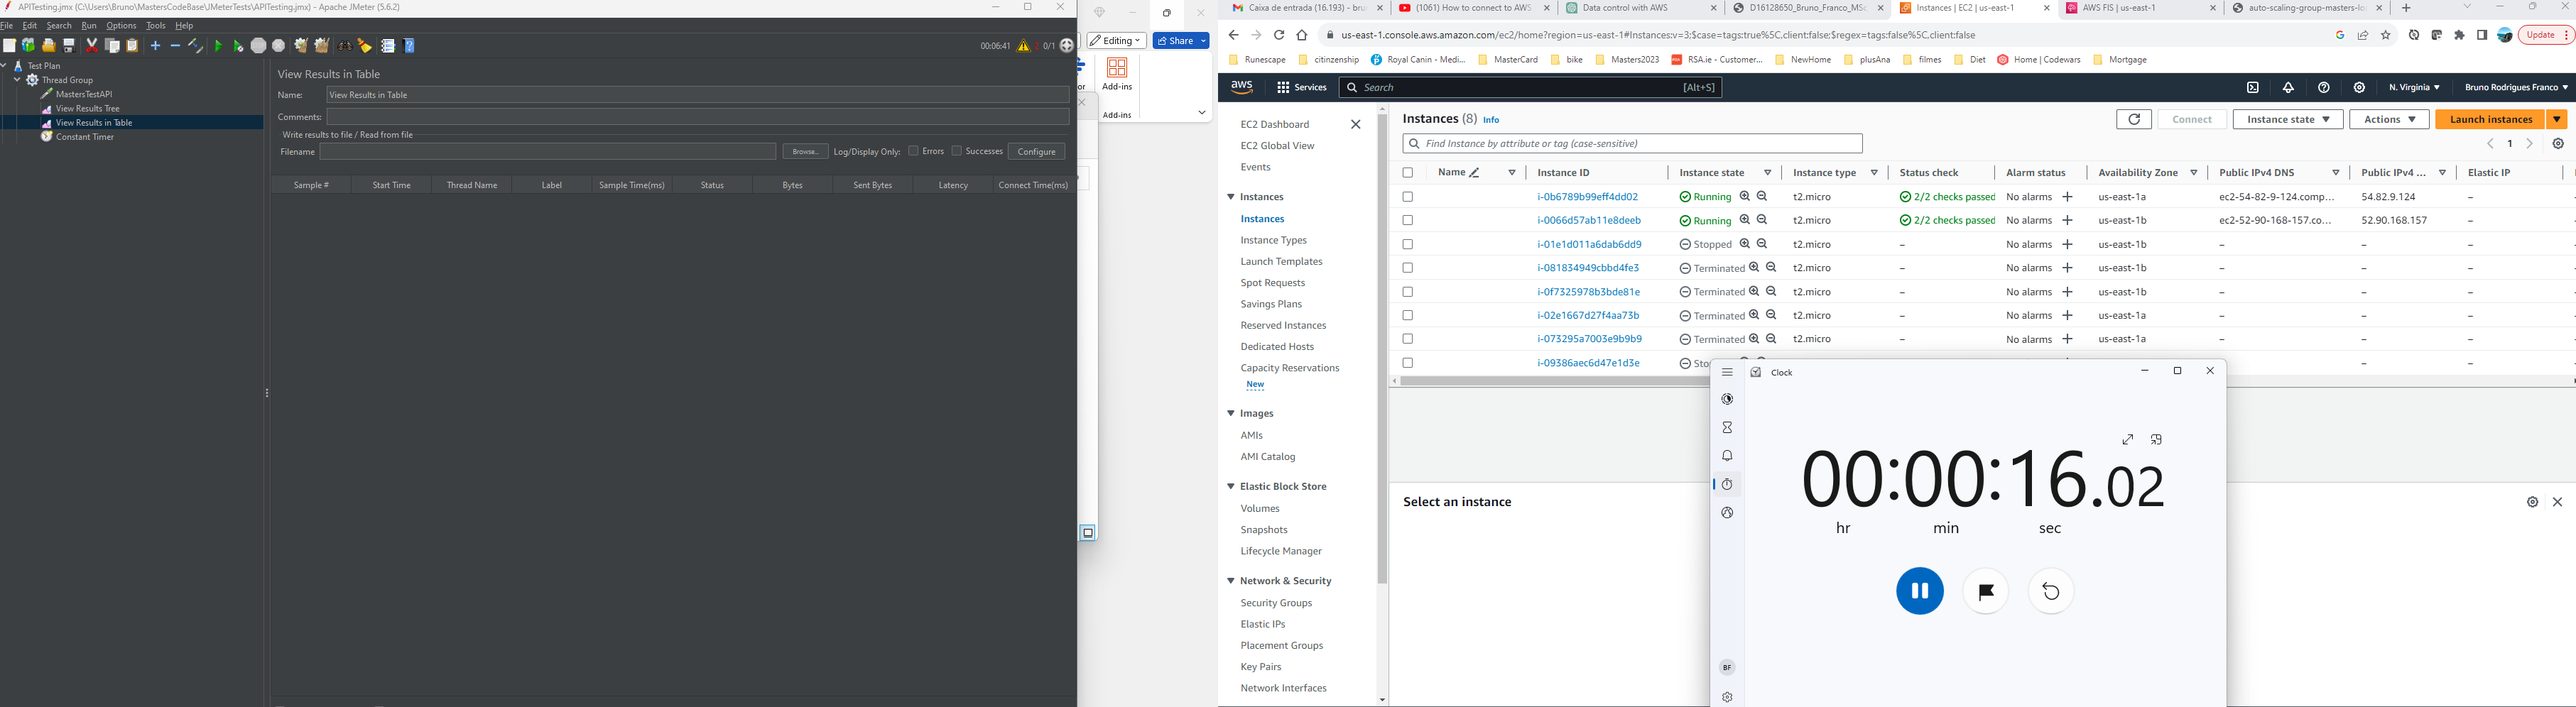 APITesting.jmx (C:\Users\Bruno\MastersCodeBase\JMeterTests\APITesting.jmx) - Apache JMeter (5.6.2)
File Edit Search Run Options Tools Help
00:06:41 2 0/1
Test Plan
Thread Group
MastersTestAPI
View Results Tree
View Results in Table
Constant Timer
View Results in Table
Name: View Results in Table
Comments:
Write results to file / Read from file
Filename Browse... Log/Display Only: Errors Successes Configure
Sample # Start Time Thread Name Label Sample Time(ms) Status Bytes Sent Bytes Latency Connect Time(ms)
Editing Share
or Add-ins
Add-ins
Caixa de entrada (16.193) - bru
(1061) How to connect to AWS
Data control with AWS
D16128650_Bruno_Franco_MSc
Instances | EC2 | us-east-1
AWS FIS | us-east-1
auto-scaling-group-masters-lo
us-east-1.console.aws.amazon.com/ec2/home?region=us-east-1#Instances:v=3;$case=tags:true%5C,client:false;$regex=tags:false%5C,client:false
Update
Runescape citizenship Royal Canin - Medi... MasterCard bike Masters2023 RSA.ie - Customer... NewHome plusAna filmes Diet Home | Codewars Mortgage
aws Services Search [Alt+S] N. Virginia Bruno Rodrigues Franco
EC2 Dashboard
EC2 Global View
Events
Instances
Instances
Instance Types
Launch Templates
Spot Requests
Savings Plans
Reserved Instances
Dedicated Hosts
Capacity Reservations
New
Images
AMIs
AMI Catalog
Elastic Block Store
Volumes
Snapshots
Lifecycle Manager
Network & Security
Security Groups
Elastic IPs
Placement Groups
Key Pairs
Network Interfaces
Instances (8) Info
Connect Instance state Actions Launch instances
Find Instance by attribute or tag (case-sensitive)
1
Name Instance ID Instance state Instance type Status check Alarm status Availability Zone Public IPv4 DNS Public IPv4 ... Elastic IP
i-0b6789b99eff4dd02 Running t2.micro 2/2 checks passed No alarms us-east-1a ec2-54-82-9-124.comp... 54.82.9.124 –
i-0066d57ab11e8deeb Running t2.micro 2/2 checks passed No alarms us-east-1b ec2-52-90-168-157.co... 52.90.168.157 –
i-01e1d011a6dab6dd9 Stopped t2.micro – No alarms us-east-1b – – –
i-081834949cbbd4fe3 Terminated t2.micro – No alarms us-east-1b – – –
i-0f7325978b3bde81e Terminated t2.micro – No alarms us-east-1b – – –
i-02e1667d27f4aa73b Terminated t2.micro – No alarms us-east-1a – – –
i-073295a7003e9b9b9 Terminated t2.micro – No alarms us-east-1a – – –
i-09386aec6d47e1d3e Sto – –
Select an instance
Clock
00:00:16.02
hr min sec
BF